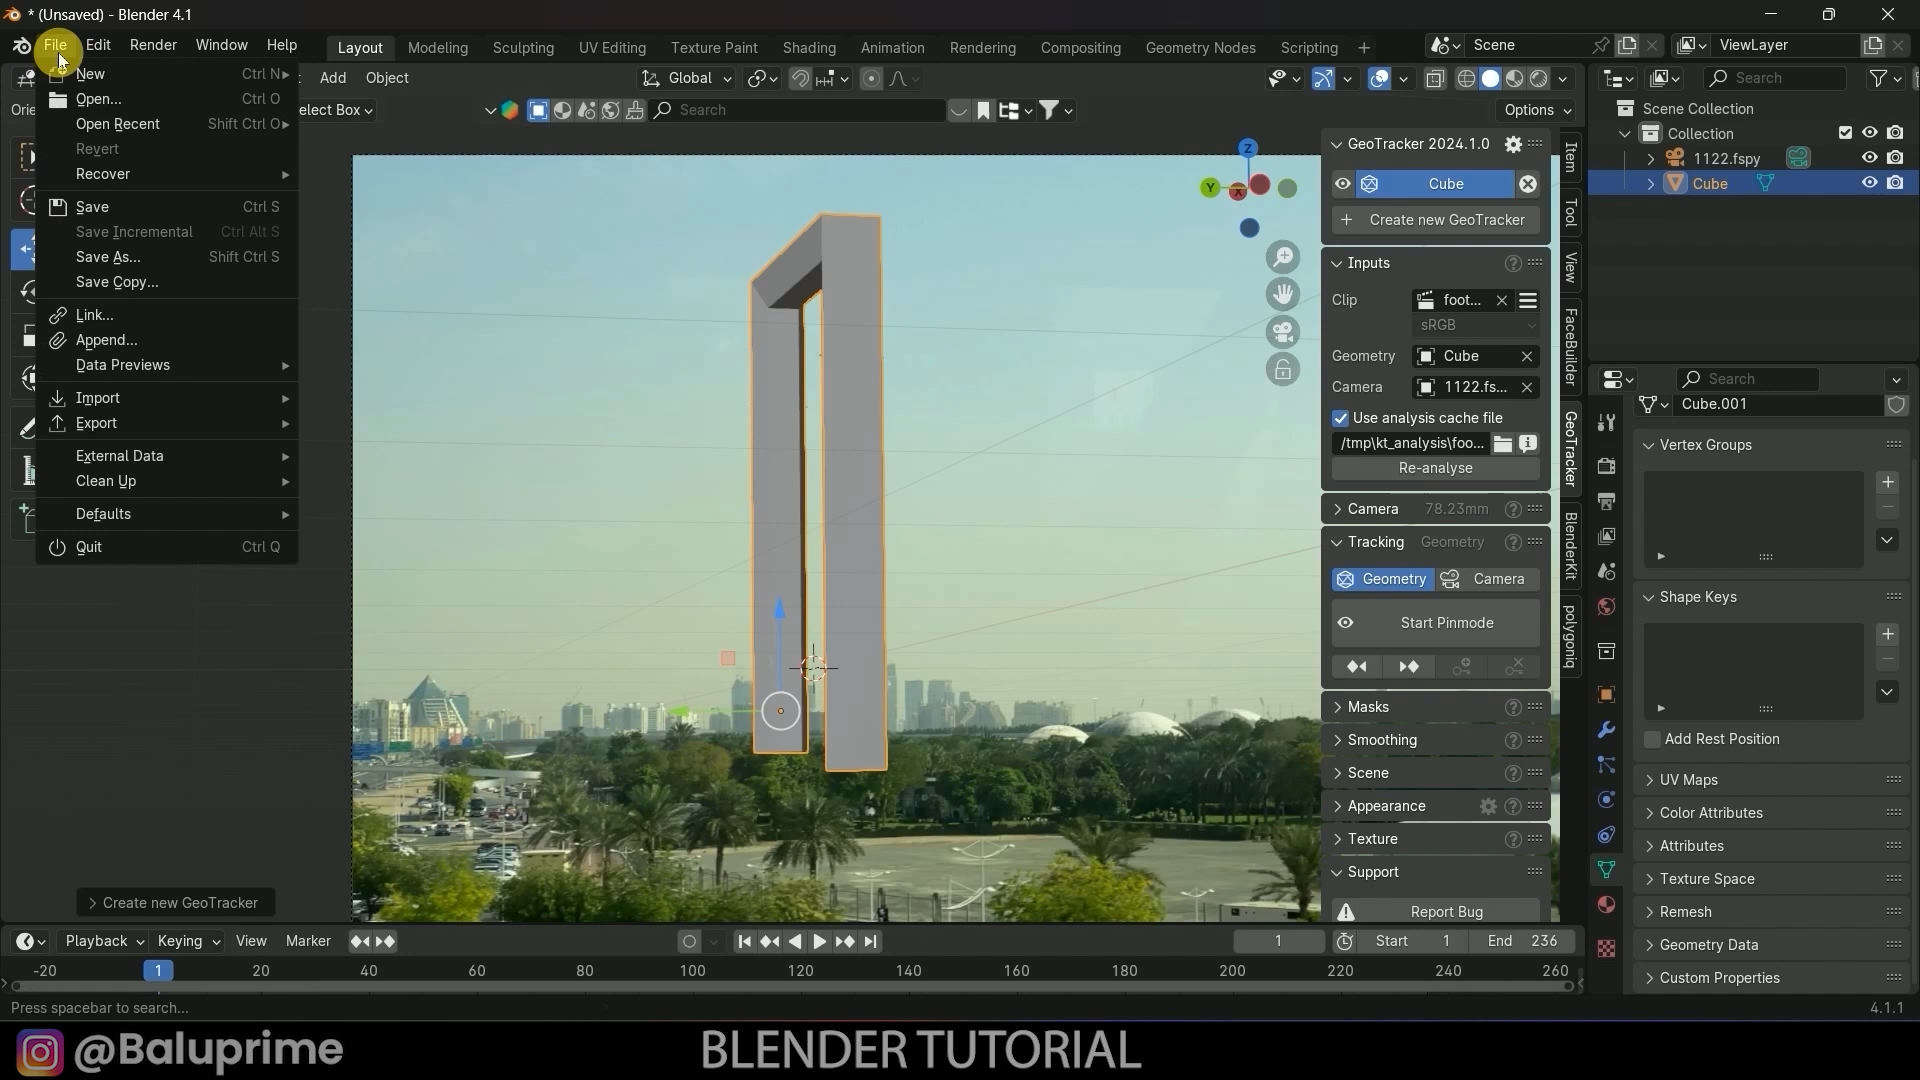 * (Unsaved) - Blender 4.1
File Edit Render Window Help Layout Modeling Sculpting UV Editing Texture Paint Shading Animation Rendering Compositing Geometry Nodes Scripting + Scene ViewLayer
New Ctrl N
Open... Ctrl O
Open Recent Shift Ctrl O
Revert
Recover
Save Ctrl S
Save Incremental Ctrl Alt S
Save As... Shift Ctrl S
Save Copy...
Link...
Append...
Data Previews
Import
Export
External Data
Clean Up
Defaults
Quit Ctrl Q
Add Object Global
Orie
elect Box Search Options
Z
Y
X
GeoTracker 2024.1.0
Cube
+ Create new GeoTracker
Inputs
Clip foot...
sRGB
Geometry Cube
Camera 1122.fs...
Use analysis cache file
/tmp\kt_analysis\foo...
Re-analyse
Camera 78.23mm
Tracking Geometry
Geometry Camera
Start Pinmode
Masks
Smoothing
Scene
Appearance
Texture
Support
Report Bug
Item
Tool
View
FaceBuilder
GeoTracker
BlenderKit
polygoniq
Search
Scene Collection
Collection
1122.fspy
Cube
Search
Cube.001
Vertex Groups
Shape Keys
Add Rest Position
UV Maps
Color Attributes
Attributes
Texture Space
Remesh
Geometry Data
Custom Properties
Create new GeoTracker
Playback Keying View Marker 1 Start 1 End 236
-20 1 20 40 60 80 100 120 140 160 180 200 220 240 260
Press spacebar to search... 4.1.1
@Baluprime BLENDER TUTORIAL